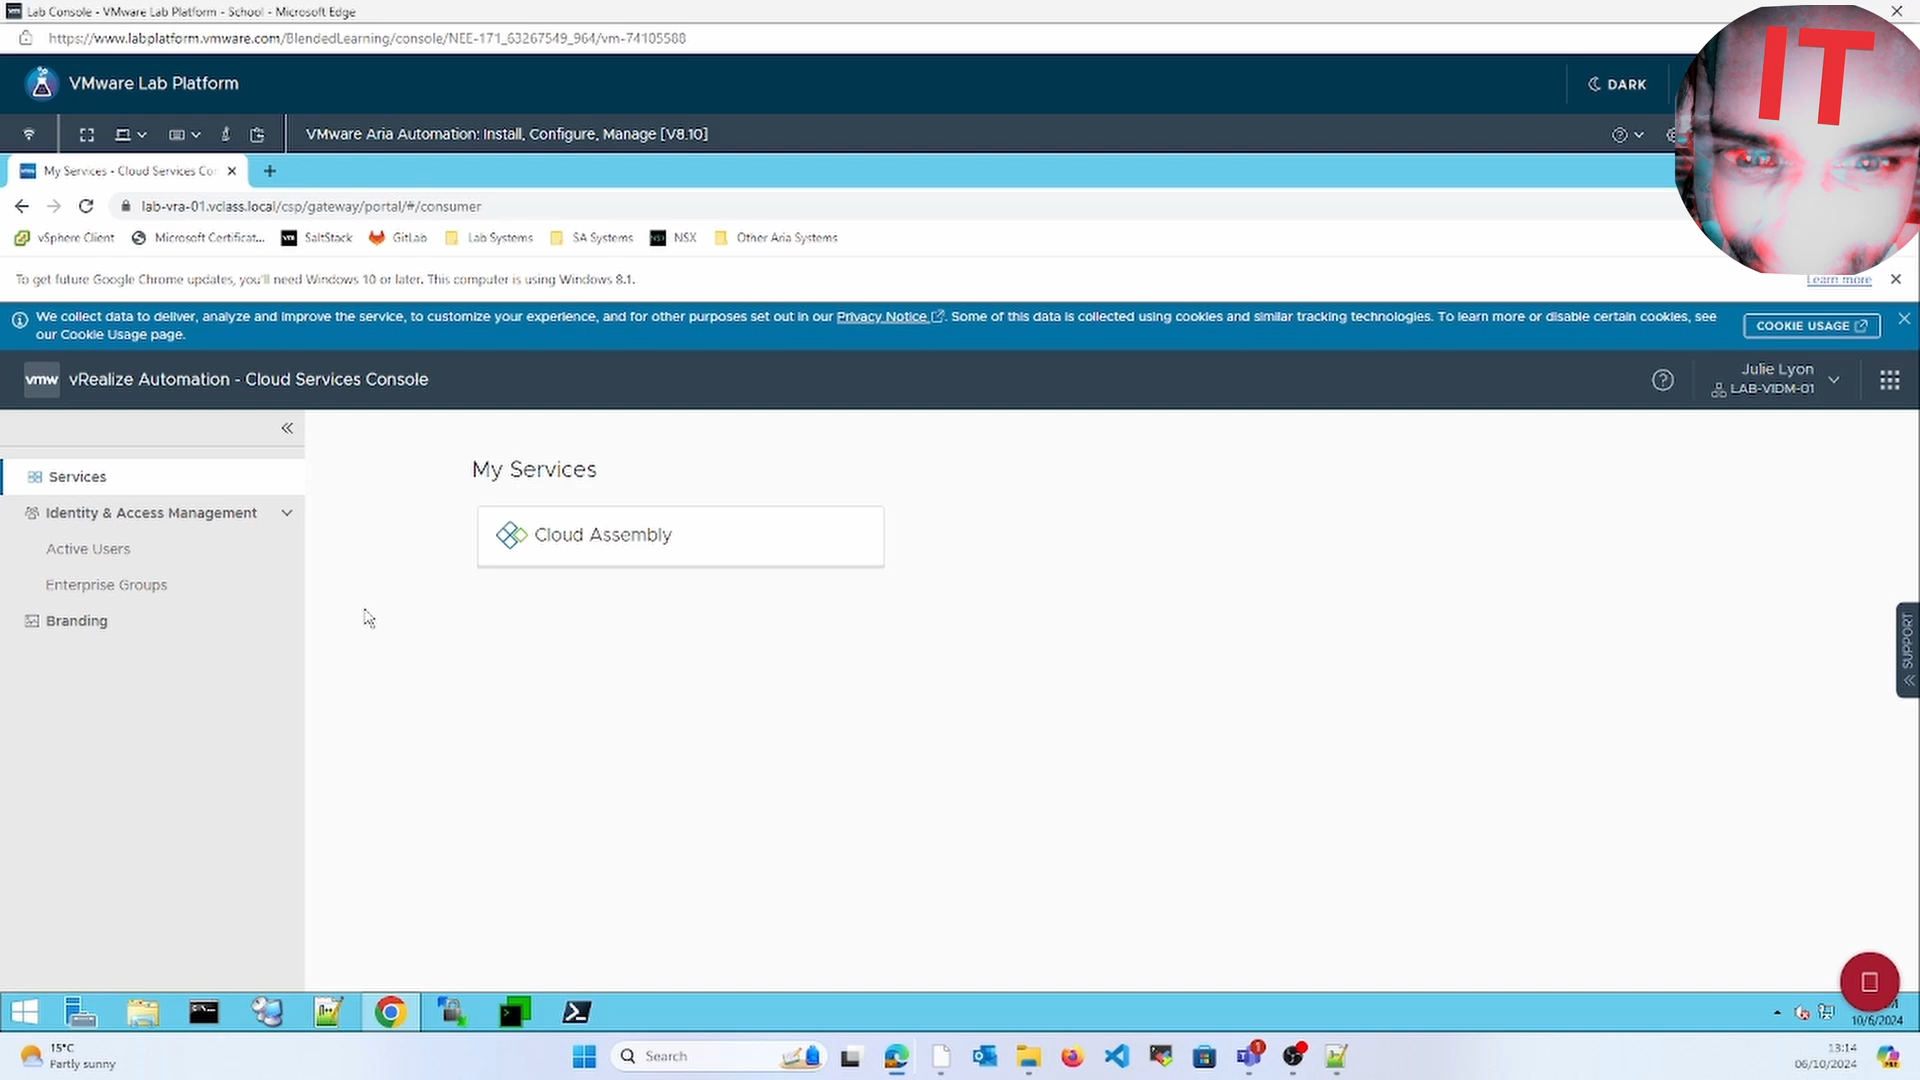 Lab Console - VMware Lab Platform - School - Microsoft Edge
https://www.labplatform.vmware.com/BlendedLearning/console/NEE-171_63267549_964/vm-74105588
VMware Lab Platform
DARK
IT
VMware Aria Automation: Install, Configure, Manage [V8.10]
My Services - Cloud Services Co
lab-vra-01.vclass.local/csp/gateway/portal/#/consumer
vSphere Client
Microsoft Certificat...
SaltStack
GitLab
Lab Systems
SA Systems
NSX
Other Aria Systems
To get future Google Chrome updates, you'll need Windows 10 or later. This computer is using Windows 8.1.
Learn more
We collect data to deliver, analyze and improve the service, to customize your experience, and for other purposes set out in our Privacy Notice. Some of this data is collected using cookies and similar tracking technologies. To learn more or disable certain cookies, see
our Cookie Usage page.
COOKIE USAGE
vmw vRealize Automation - Cloud Services Console
Julie Lyon
LAB-VIDM-01
Services
Identity & Access Management
Active Users
Enterprise Groups
Branding
My Services
Cloud Assembly
SUPPORT
10/6/2024
15°C
Partly sunny
Search
13:14
06/10/2024